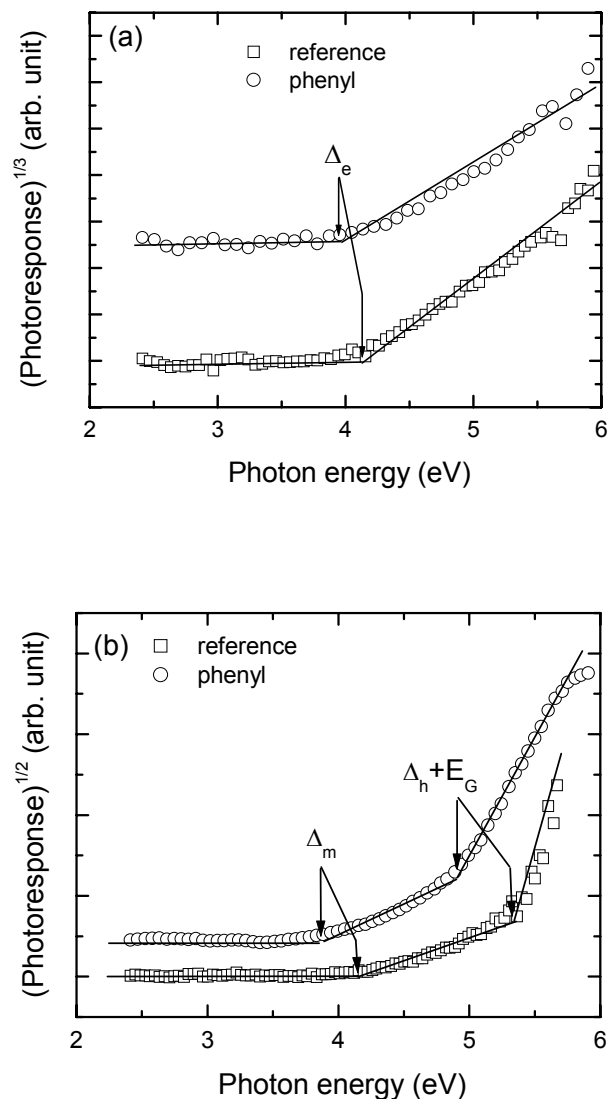 (a)
reference
phenyl
Δe
(Photoresponse)1/3 (arb. unit)
2 3 4 5 6
Photon energy (eV)
(b)
reference
phenyl
Δh+EG
Δm
(Photoresponse)1/2 (arb. unit)
2 3 4 5 6
Photon energy (eV)